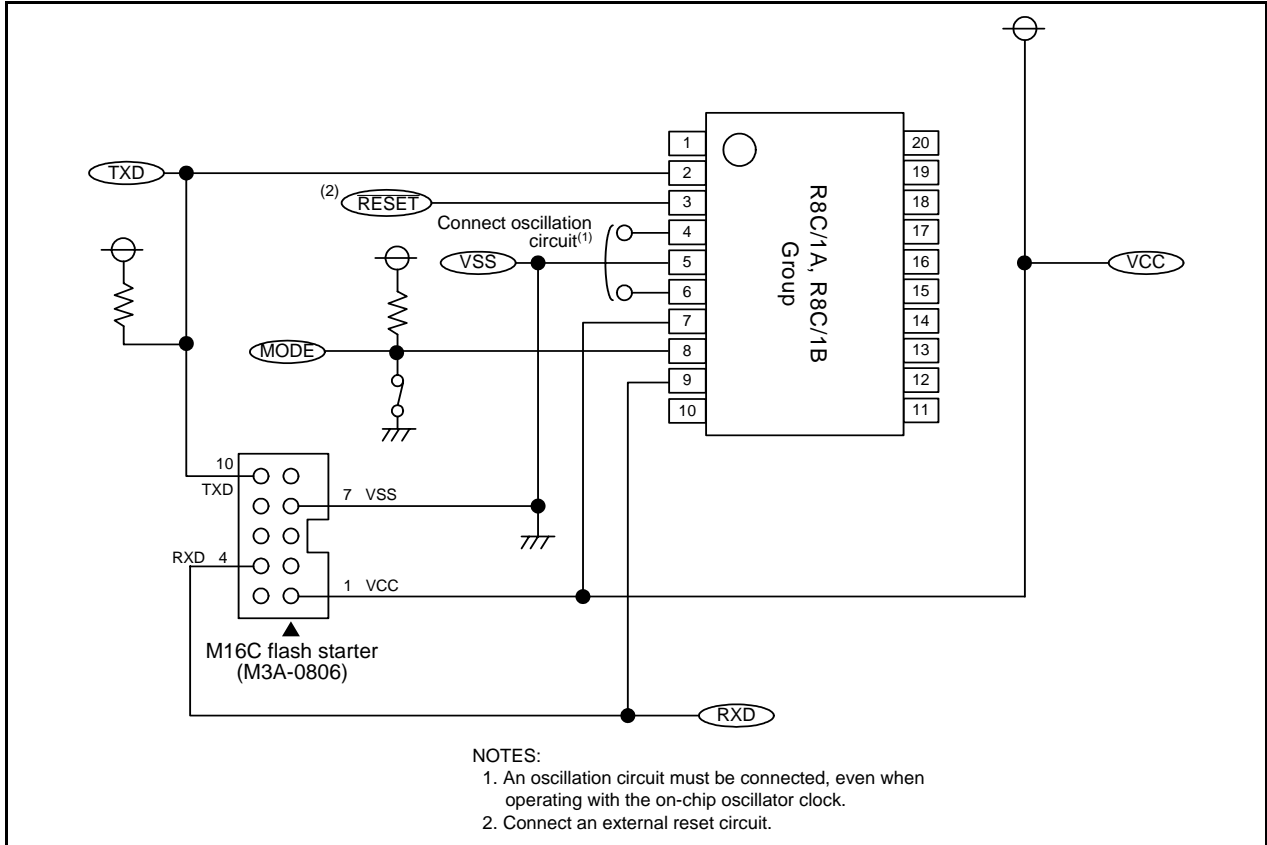 TXD
(2)
RESET
Connect oscillation
circuit(1)
VSS
MODE
1
2
3
4
5
6
7
8
9
10
R8C/1A, R8C/1B
Group
20
19
18
17
16
15
14
13
12
11
VCC
10
TXD
7 VSS
RXD 4
1 VCC
M16C flash starter
(M3A-0806)
RXD
NOTES:
1. An oscillation circuit must be connected, even when
operating with the on-chip oscillator clock.
2. Connect an external reset circuit.